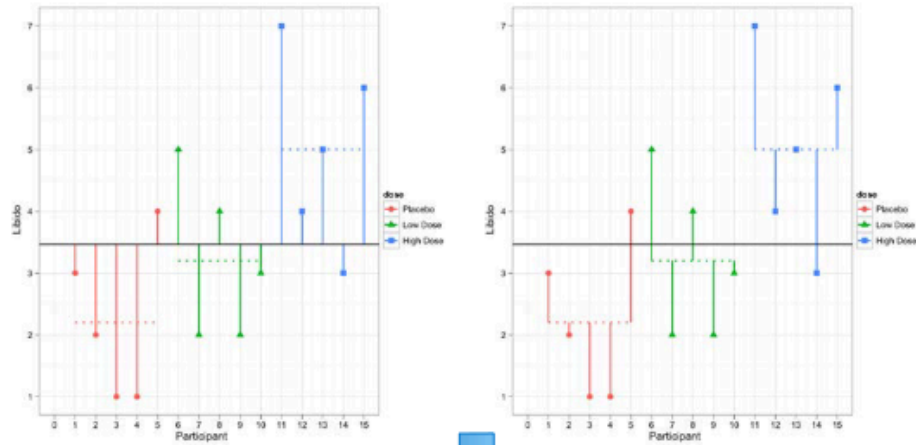 7
6
5
4
3
2
1
Libido
0 1 2 3 4 5 6 7 8 9 10 11 12 13 14 15
Participant
dose
Placebo
Low Dose
High Dose
7
6
5
4
3
2
1
Libido
0 1 2 3 4 5 6 7 8 9 10 11 12 13 14 15
Participant
dose
Placebo
Low Dose
High Dose